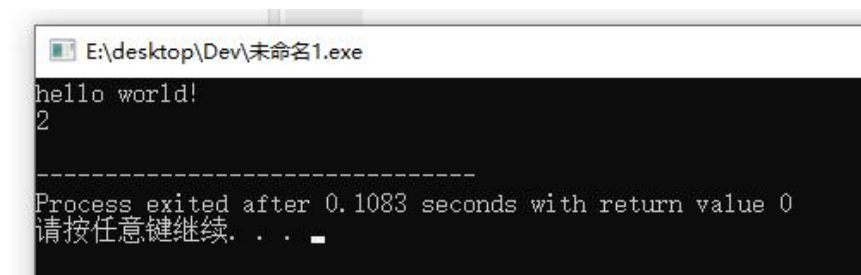 E:\desktop\Dev\未命名1.exe
hello world!
2
--------------------------------
Process exited after 0.1083 seconds with return value 0
请按任意键继续. . .